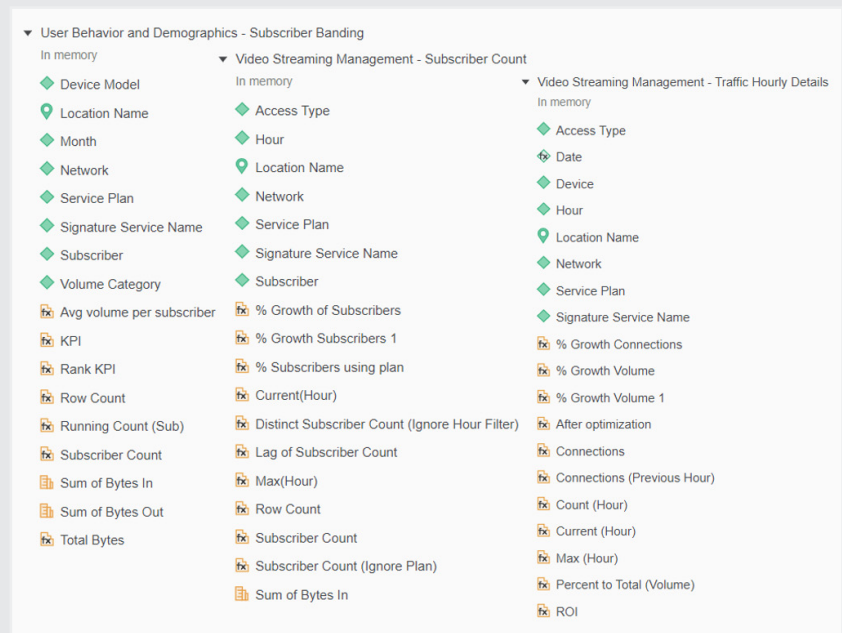 User Behavior and Demographics - Subscriber Banding
In memory
Device Model
Location Name
Month
Network
Service Plan
Signature Service Name
Subscriber
Volume Category
Avg volume per subscriber
KPI
Rank KPI
Row Count
Running Count (Sub)
Subscriber Count
Sum of Bytes In
Sum of Bytes Out
Total Bytes
Video Streaming Management - Subscriber Count
In memory
Access Type
Hour
Location Name
Network
Service Plan
Signature Service Name
Subscriber
% Growth of Subscribers
% Growth Subscribers 1
% Subscribers using plan
Current(Hour)
Distinct Subscriber Count (Ignore Hour Filter)
Lag of Subscriber Count
Max(Hour)
Row Count
Subscriber Count
Subscriber Count (Ignore Plan)
Sum of Bytes In
Video Streaming Management - Traffic Hourly Details
In memory
Access Type
Date
Device
Hour
Location Name
Network
Service Plan
Signature Service Name
% Growth Connections
% Growth Volume
% Growth Volume 1
After optimization
Connections
Connections (Previous Hour)
Count (Hour)
Current (Hour)
Max (Hour)
Percent to Total (Volume)
ROI